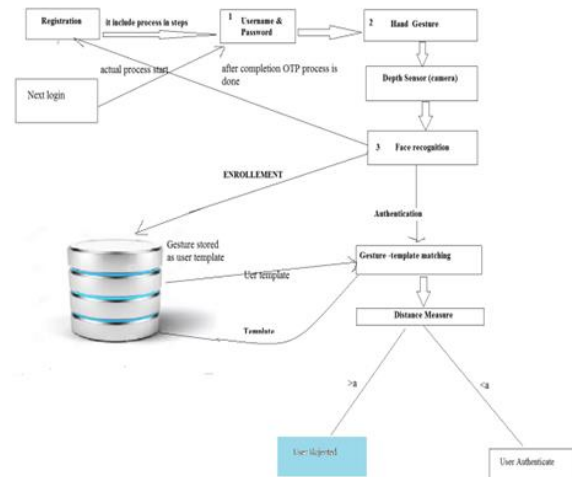 Registration
it include process in steps
1 Username &
Password
2 Hand Gesture
actual process start
after completion OTP process is
done
Depth Sensor (camera)
Next login
3 Face recognition
ENROLLEMENT
Authentication
Gesture stored
as user template
Gesture -template matching
template
Template
Distance Measure
>a
<a
User
User Authenticate